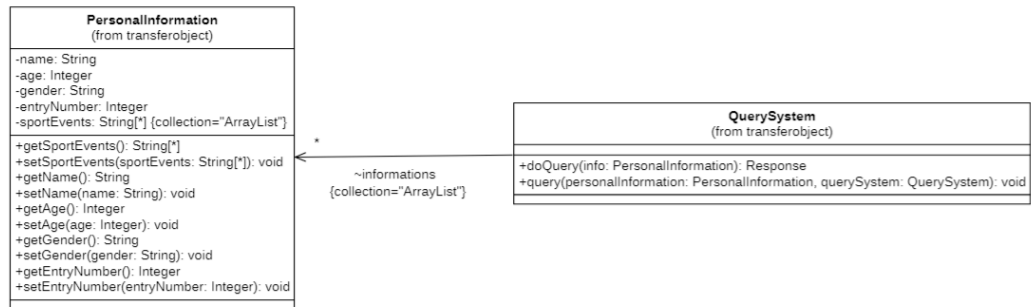 PersonalInformation
(from transferobject)
-name: String
-age: Integer
-gender: String
-entryNumber: Integer
-sportEvents: String[*] {collection="ArrayList"}
+getSportEvents(): String[*]
+setSportEvents(sportEvents: String[*]): void
+getName(): String
+setName(name: String): void
+getAge(): Integer
+setAge(age: Integer): void
+getGender(): String
+setGender(gender: String): void
+getEntryNumber(): Integer
+setEntryNumber(entryNumber: Integer): void
*
~informations
{collection="ArrayList"}
QuerySystem
(from transferobject)
+doQuery(info: PersonalInformation): Response
+query(personalInformation: PersonalInformation, querySystem: QuerySystem): void